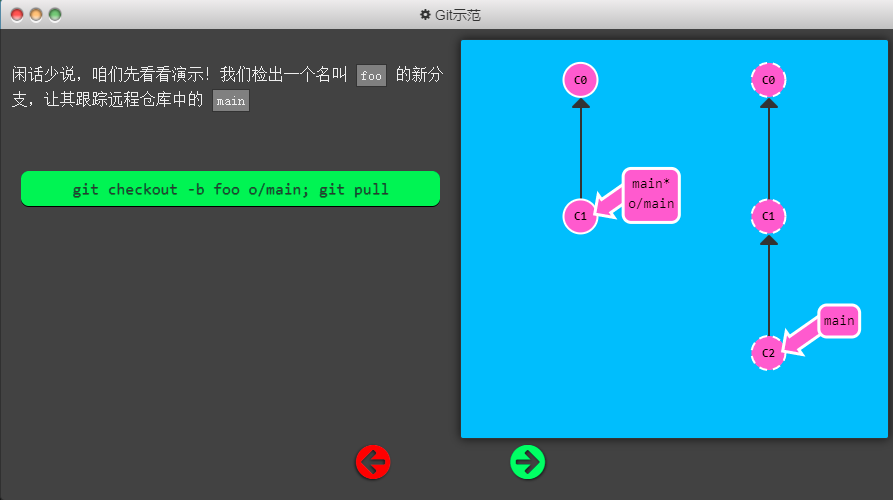 Git示范
闲话少说，咱们先看看演示！我们检出一个名叫 foo 的新分
支，让其跟踪远程仓库中的 main
git checkout -b foo o/main; git pull
C0
C1
main*
o/main
C0
C1
C2
main